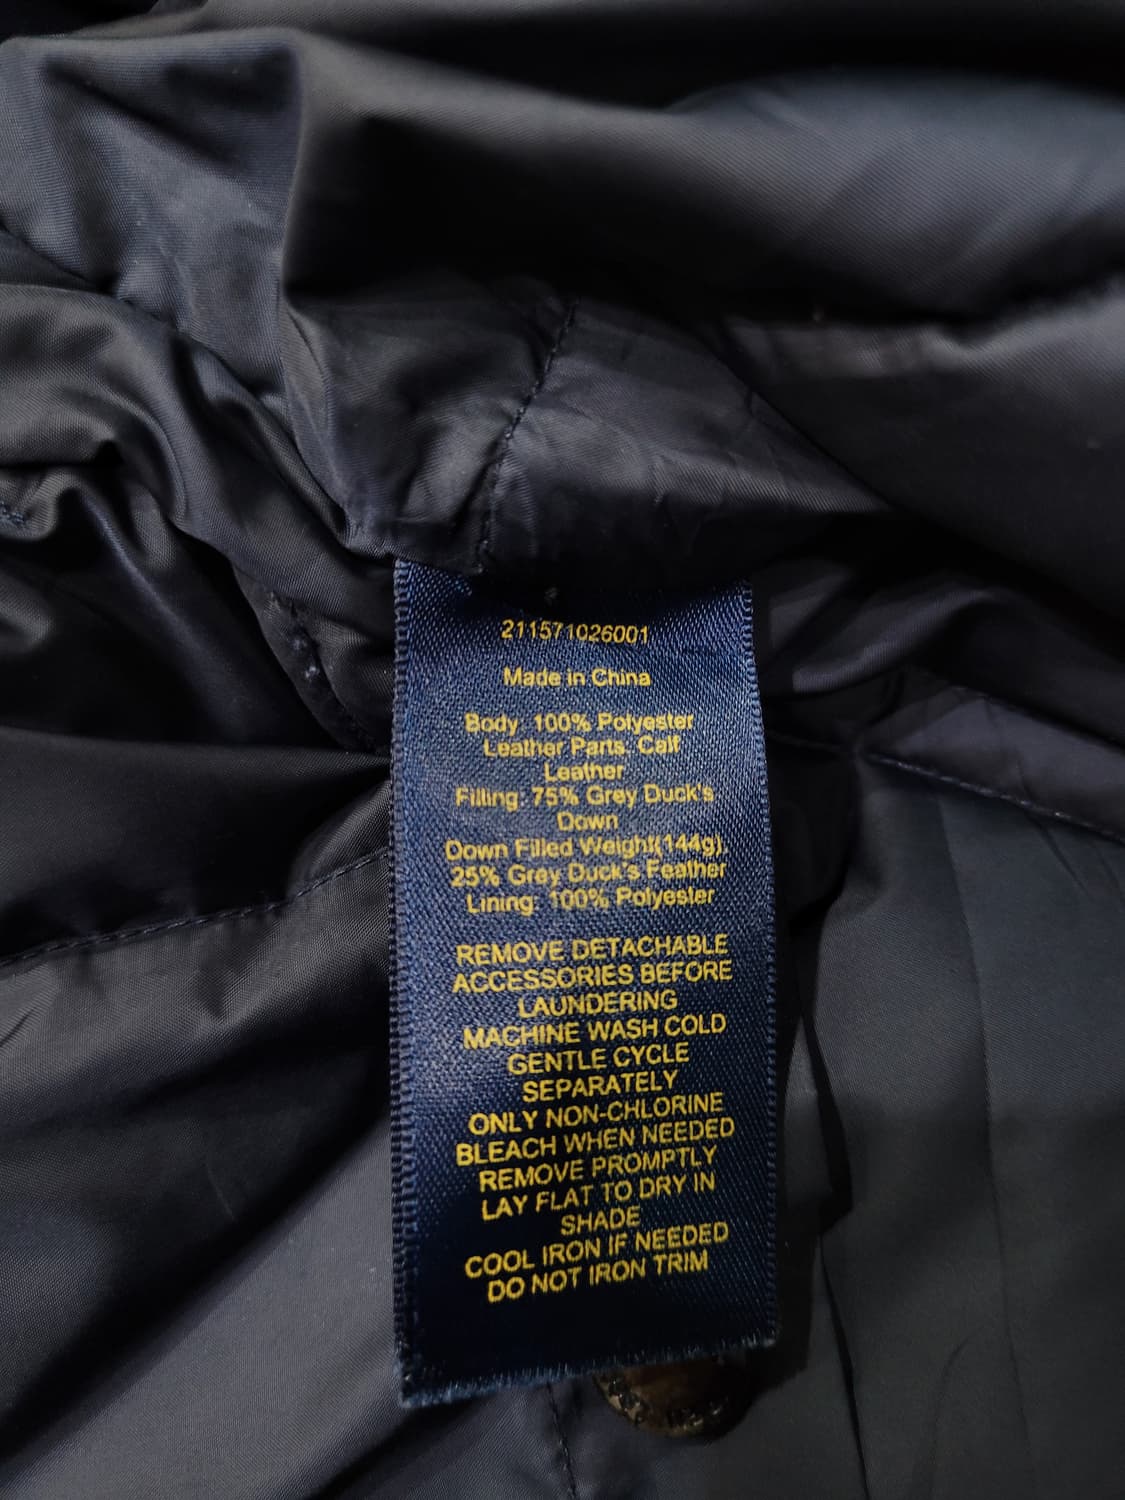 211571026001
Made in China
Body: 100% Polyester
Leather Parts: Calf
Leather
Filling: 75% Grey Duck's
Down
Down Filled Weight(144g),
25% Grey Duck's Feather
Lining: 100% Polyester
REMOVE DETACHABLE
ACCESSORIES BEFORE
LAUNDERING
MACHINE WASH COLD
GENTLE CYCLE
SEPARATELY
ONLY NON-CHLORINE
BLEACH WHEN NEEDED
REMOVE PROMPTLY
LAY FLAT TO DRY IN
SHADE
COOL IRON IF NEEDED
DO NOT IRON TRIM